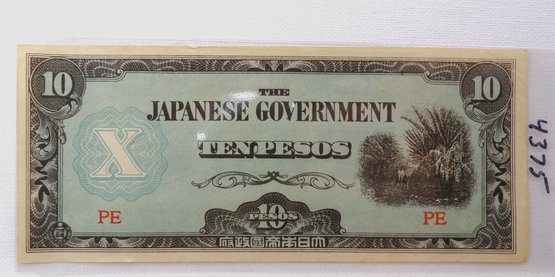 10 10
THE
JAPANESE GOVERNMENT
TEN PESOS
X
PE PE
10
PESOS
大日本帝國政府
4375